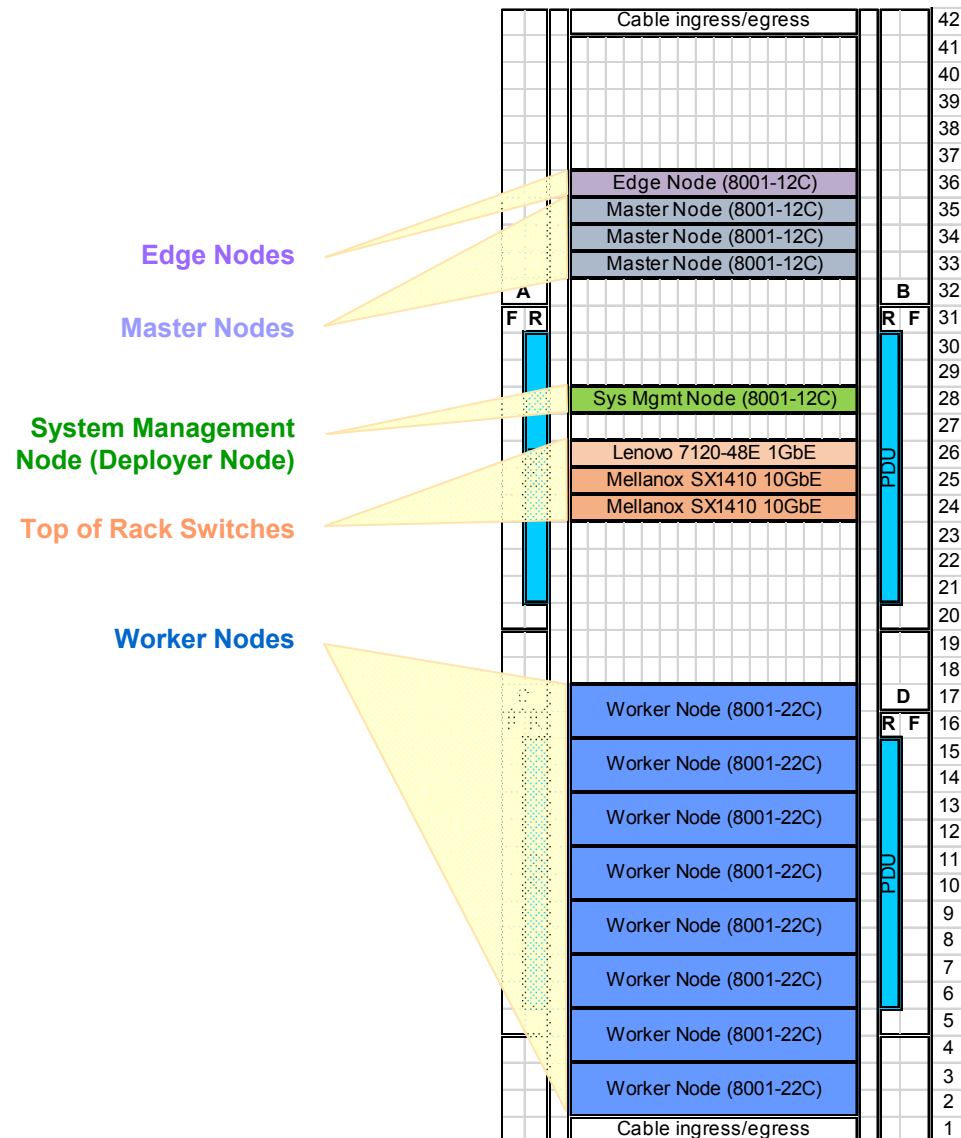 Cable ingress/egress 42
41
40
39
38
37
Edge Node (8001-12C) 36
Master Node (8001-12C) 35
Master Node (8001-12C) 34
Edge Nodes
Master Node (8001-12C) 33
A B 32
Master Nodes
F R R F 31
30
29
Sys Mgmt Node (8001-12C) 28
System Management
27
Node (Deployer Node)
Lenovo 7120-48E 1GbE 26
PDU
Mellanox SX1410 10GbE 25
Top of Rack Switches
Mellanox SX1410 10GbE 24
23
22
21
20
Worker Nodes
19
18
Worker Node (8001-22C)
C D 17
F R R F 16
Worker Node (8001-22C)
15
14
Worker Node (8001-22C)
13
12
Worker Node (8001-22C)
11
PDU
10
Worker Node (8001-22C)
9
8
Worker Node (8001-22C)
7
6
Worker Node (8001-22C)
5
4
Worker Node (8001-22C)
3
2
Cable ingress/egress 1